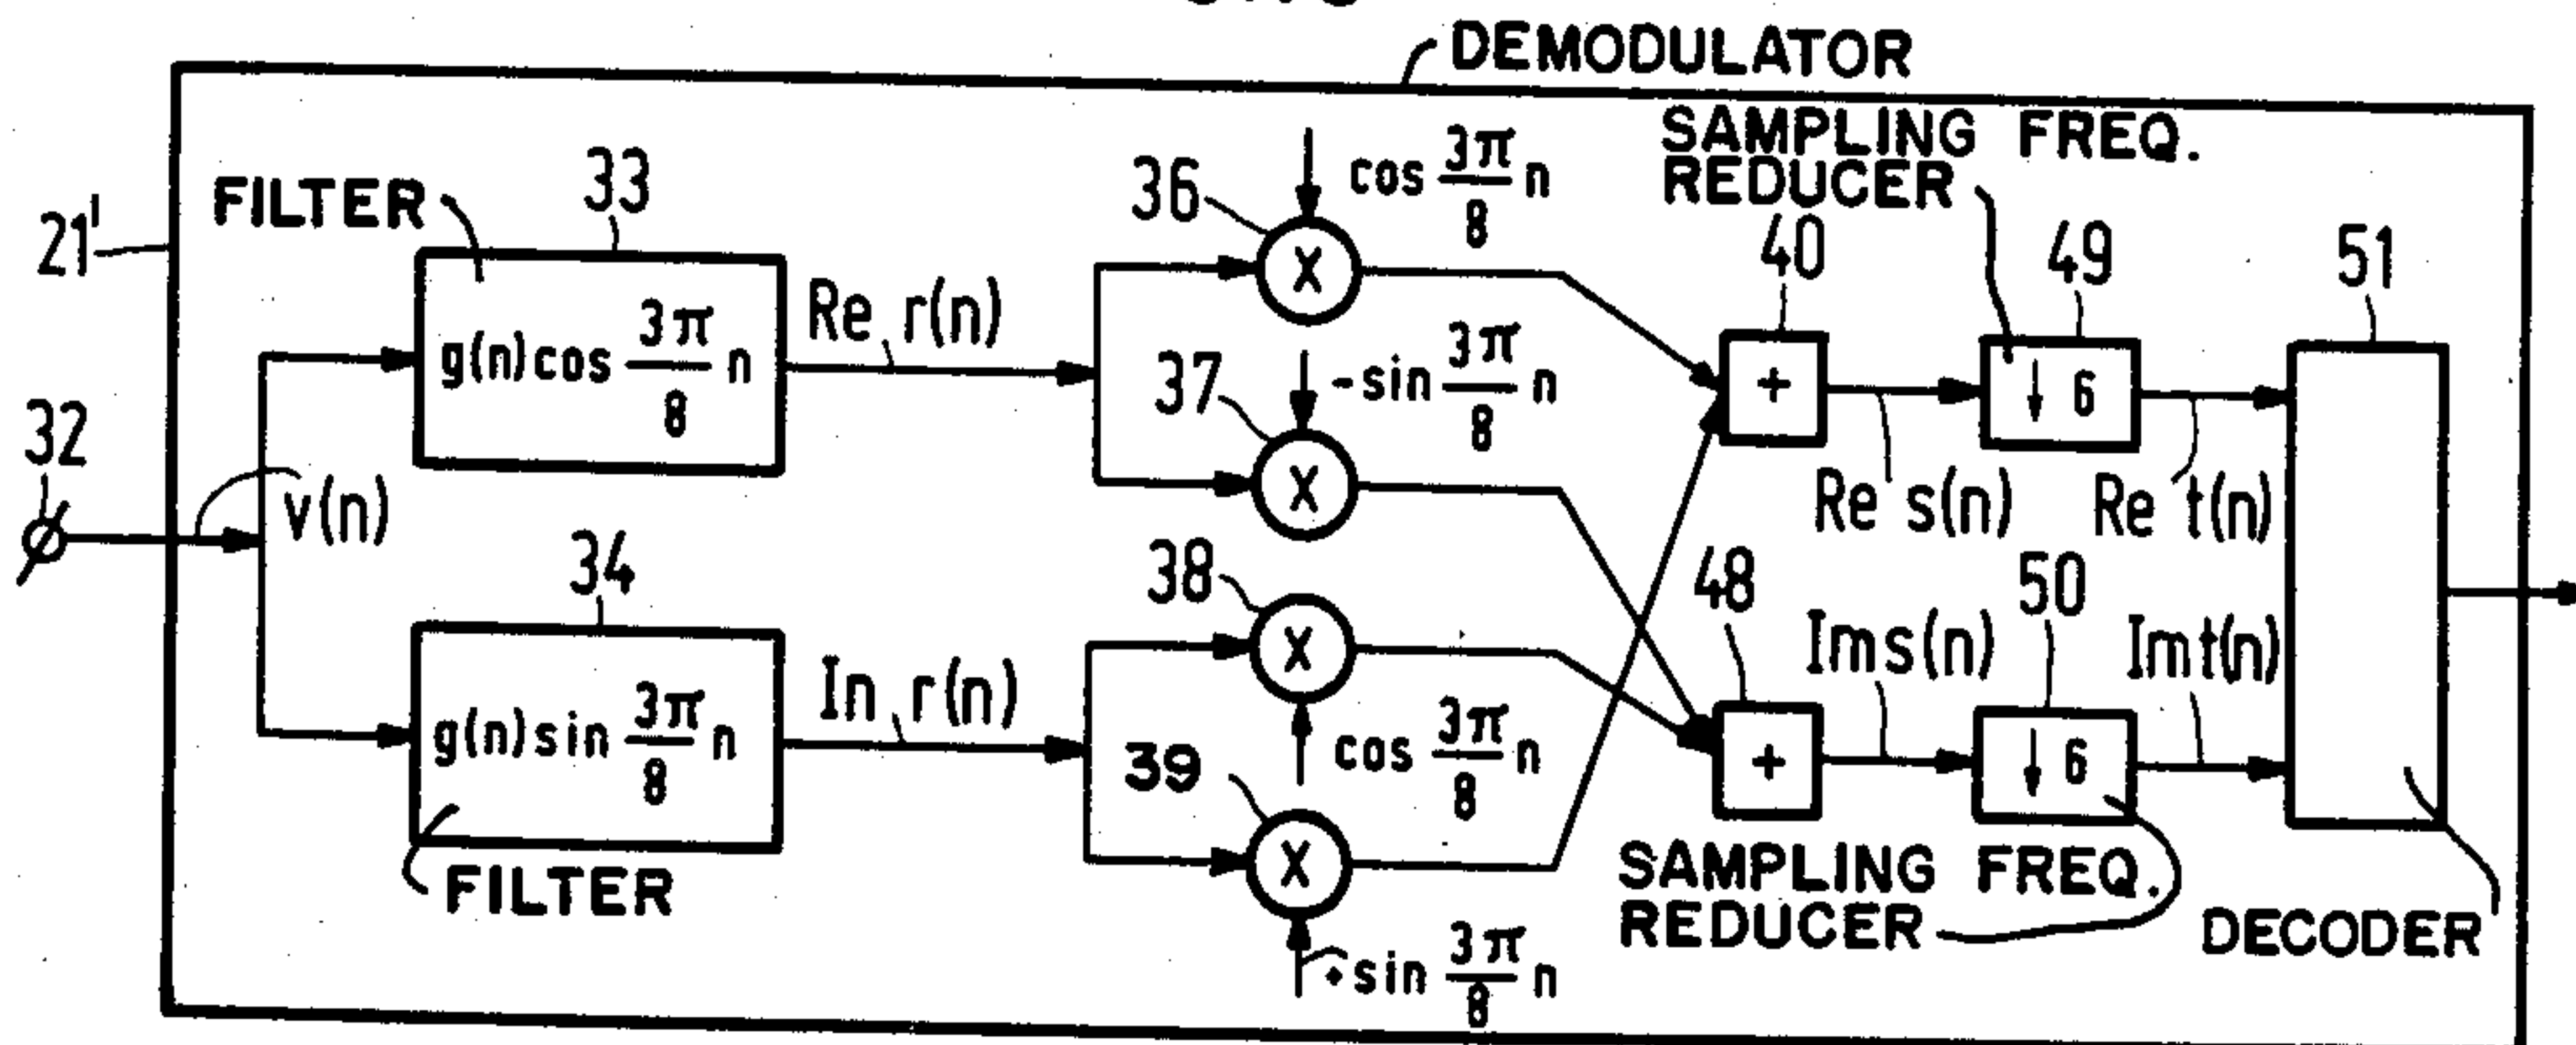 DEMODULATOR
SAMPLING FREQ.
REDUCER
21'
FILTER
33
36
cos 3π/8 n
40
49
51
g(n)cos 3π/8 n
Re r(n)
37
-sin 3π/8 n
+
↓ 6
32
v(n)
Re s(n)
Re t(n)
X
X
34
38
48
50
Im s(n)
Im t(n)
g(n)sin 3π/8 n
In r(n)
X
cos 3π/8 n
39
+
↓ 6
X
FILTER
SAMPLING FREQ.
REDUCER
DECODER
+sin 3π/8 n